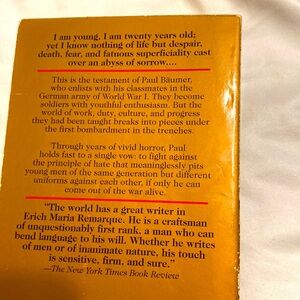 I am young, I am twenty years old;
yet I know nothing of life but despair,
death, fear, and fatuous superficiality cast
over an abyss of sorrow....
This is the testament of Paul Bäumer,
who enlists with his classmates in the
German army of World War I. They become
soldiers with youthful enthusiasm. But the
world of work, duty, culture, and progress
they had been taught breaks into pieces under
the first bombardment in the trenches.
Through years of vivid horror, Paul
holds fast to a single vow: to fight against
the principle of hate that meaninglessly pits
young men of the same generation but different
uniforms against each other, if only he can
come out of the war alive.
"The world has a great writer in
Erich Maria Remarque. He is a craftsman
of unquestionably first rank, a man who can
bend language to his will. Whether he writes
of men or of inanimate nature, his touch
is sensitive, firm, and sure."
—The New York Times Book Review